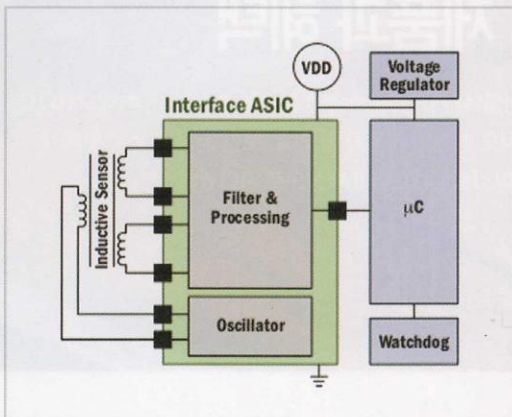 VDD
Voltage
Regulator
Interface ASIC
Inductive Sensor
Filter &
Processing
µC
Oscillator
Watchdog